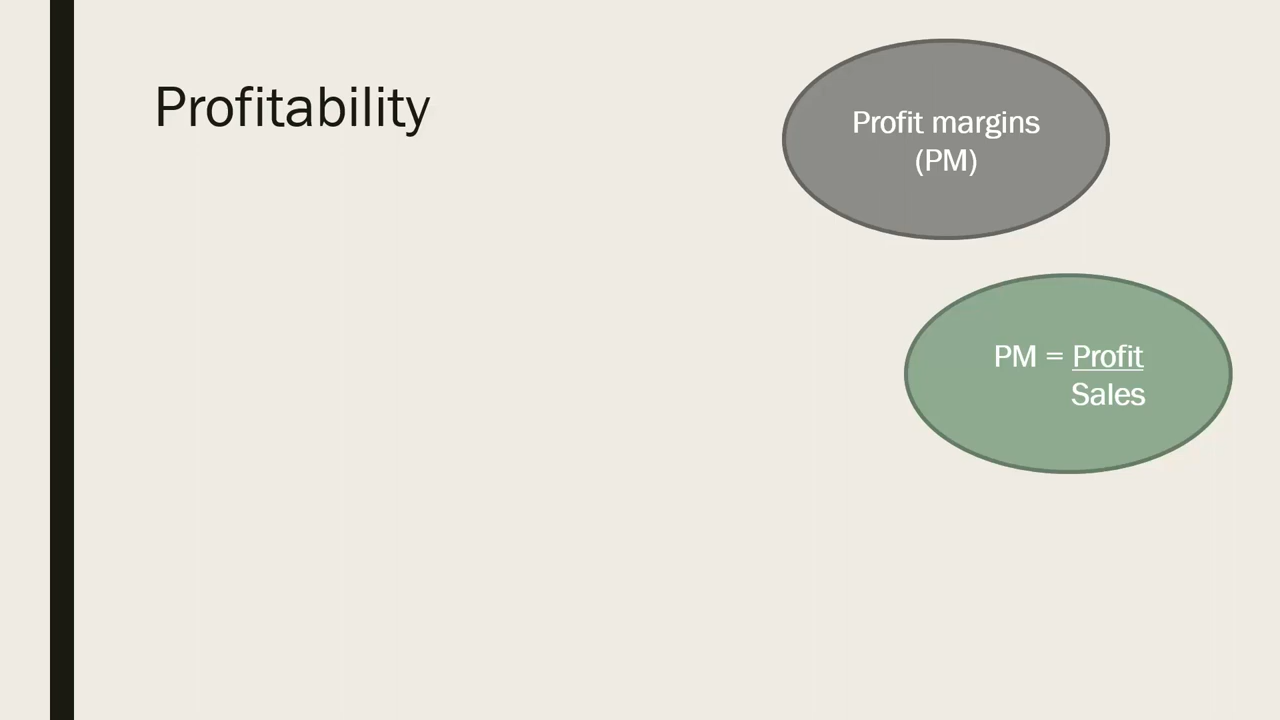 Profitability
Profit margins
(PM)
PM = Profit
Sales